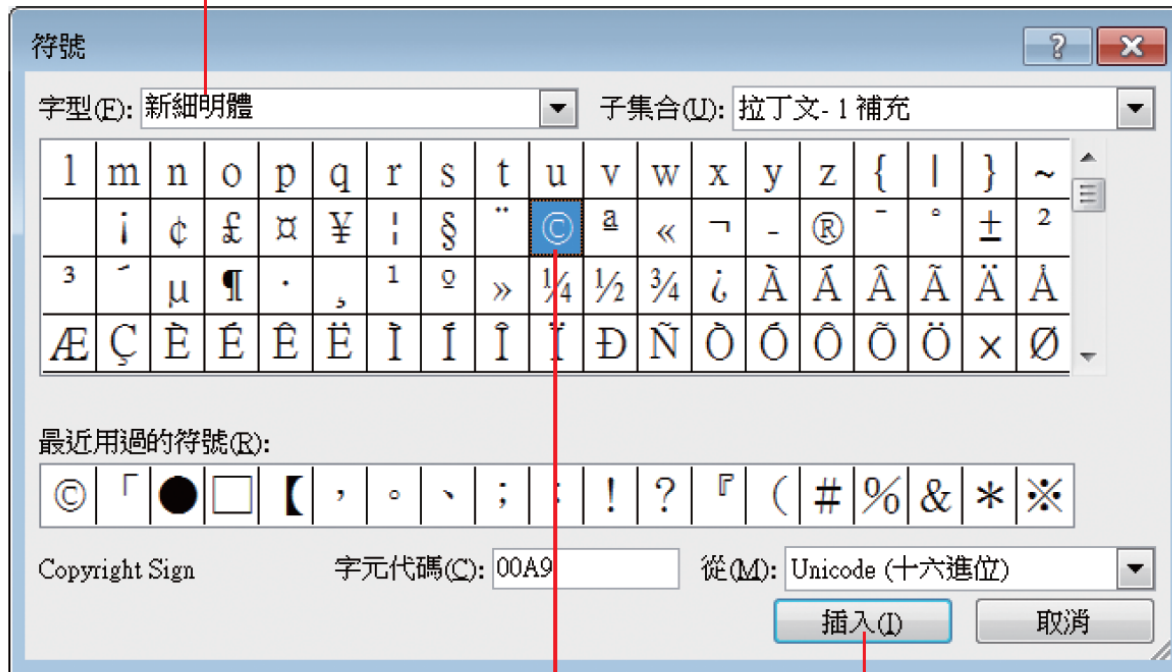 符號
字型(F): 新細明體 子集合(U): 拉丁文- 1 補充
l m n o p q r s t u v w x y z { | } ~
¡ ¢ £ ¤ ¥ ¦ § ¨ © ª « ¬ - ® ¯ ° ± ²
³ ´ µ ¶ · ¸ ¹ º » ¼ ½ ¾ ¿ À Á Â Ã Ä Å
Æ Ç È É Ê Ë Ì Í Î Ï Ð Ñ Ò Ó Ô Õ Ö × Ø
最近用過的符號(R):
© 「 ● □ 【 , 。 、 ; : ! ? 『 ( # % & * ※
Copyright Sign 字元代碼(C): 00A9 從(M): Unicode (十六進位)
插入(I) 取消